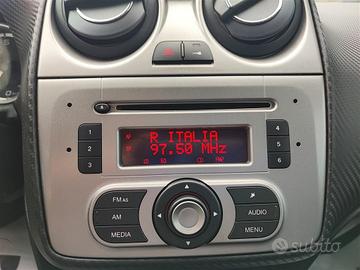 R ITALIA
97.50 MHz
1
2
3
4
5
6
FM AS
AM
MEDIA
AUDIO
MENU
subito